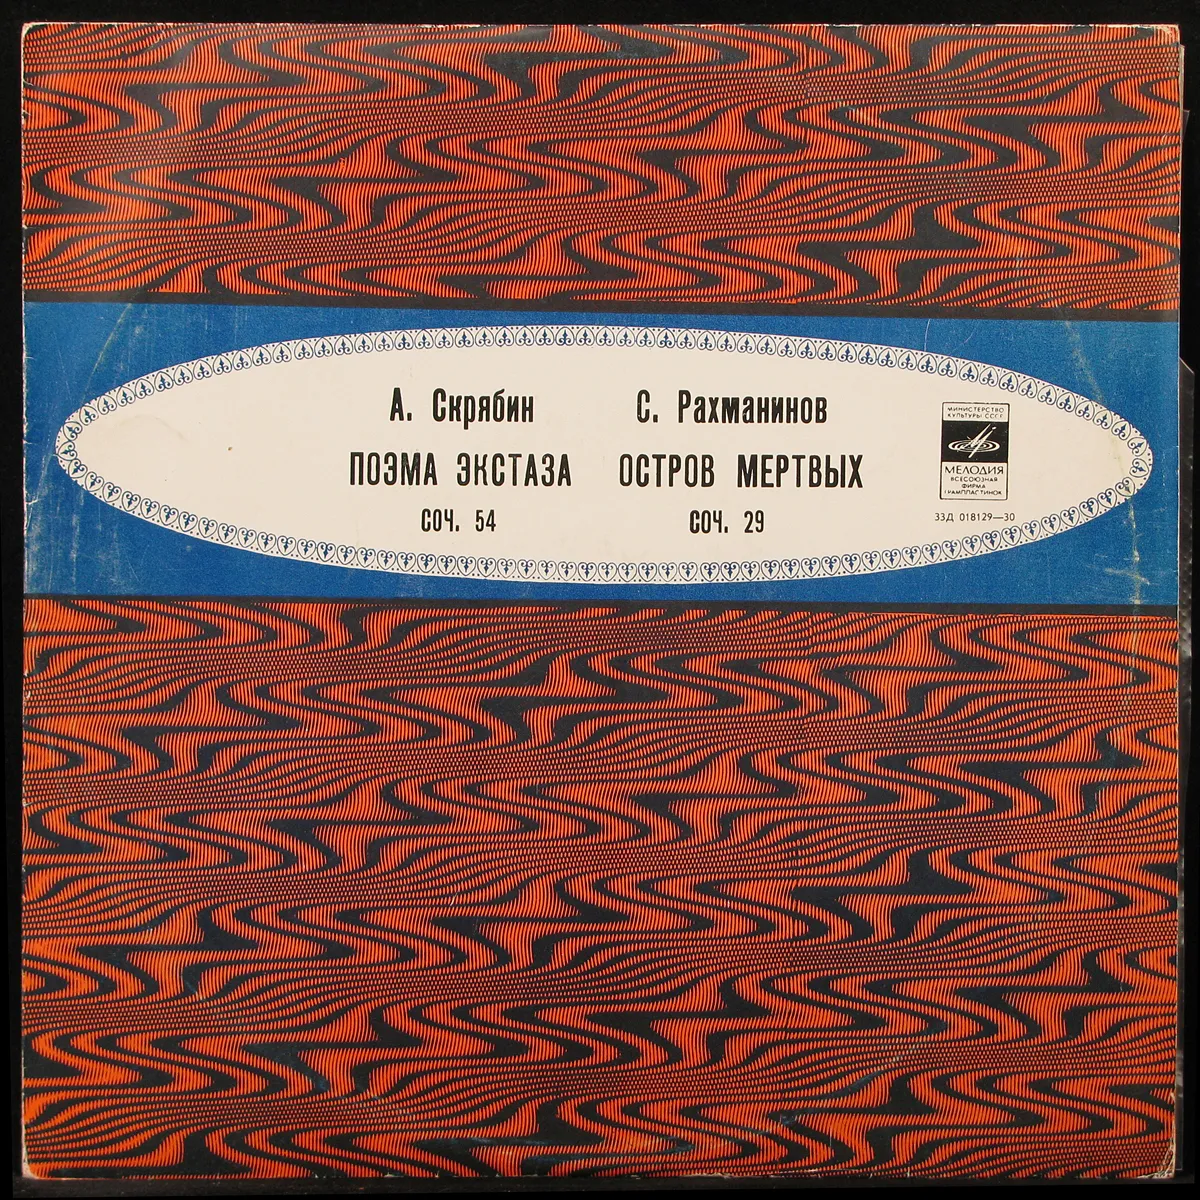 А. Скрябин
ПОЭМА ЭКСТАЗА
СОЧ. 54
С. Рахманинов
ОСТРОВ МЕРТВЫХ
СОЧ. 29
МИНИСТЕРСТВО
КУЛЬТУРЫ СССР
МЕЛОДИЯ
ВСЕСОЮЗНАЯ
ФИРМА
ГРАМПЛАСТИНОК
33Д 018129—30